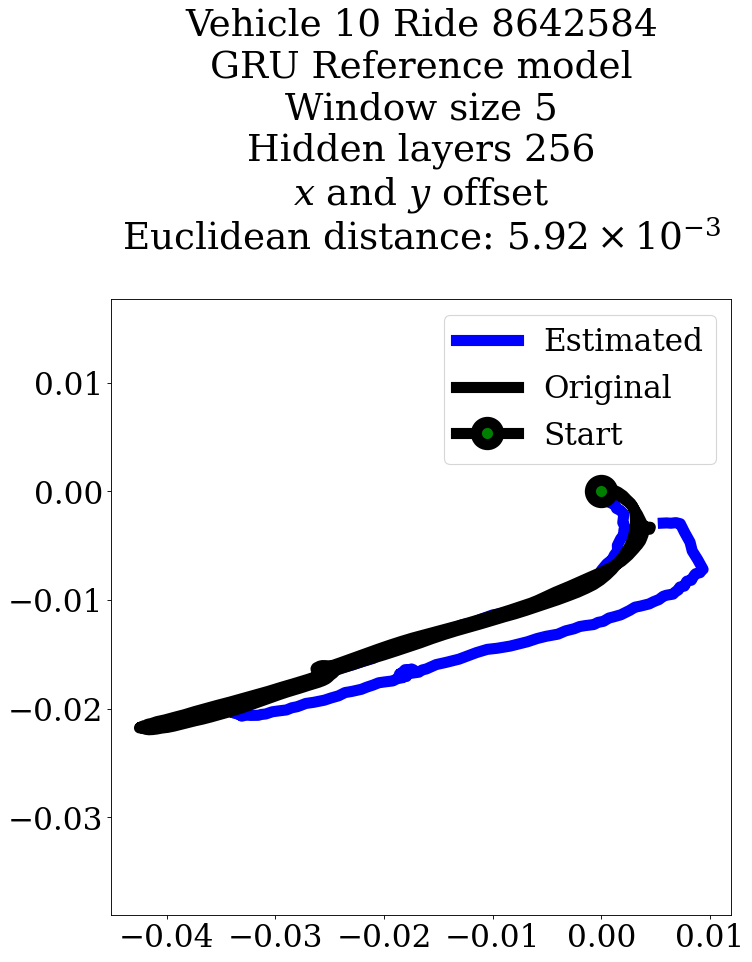 Vehicle 10 Ride 8642584
GRU Reference model
Window size 5
Hidden layers 256
x and y offset
Euclidean distance: 5.92 × 10⁻³
Estimated
Original
Start
0.01
0.00
−0.01
−0.02
−0.03
−0.04 −0.03 −0.02 −0.01 0.00 0.01